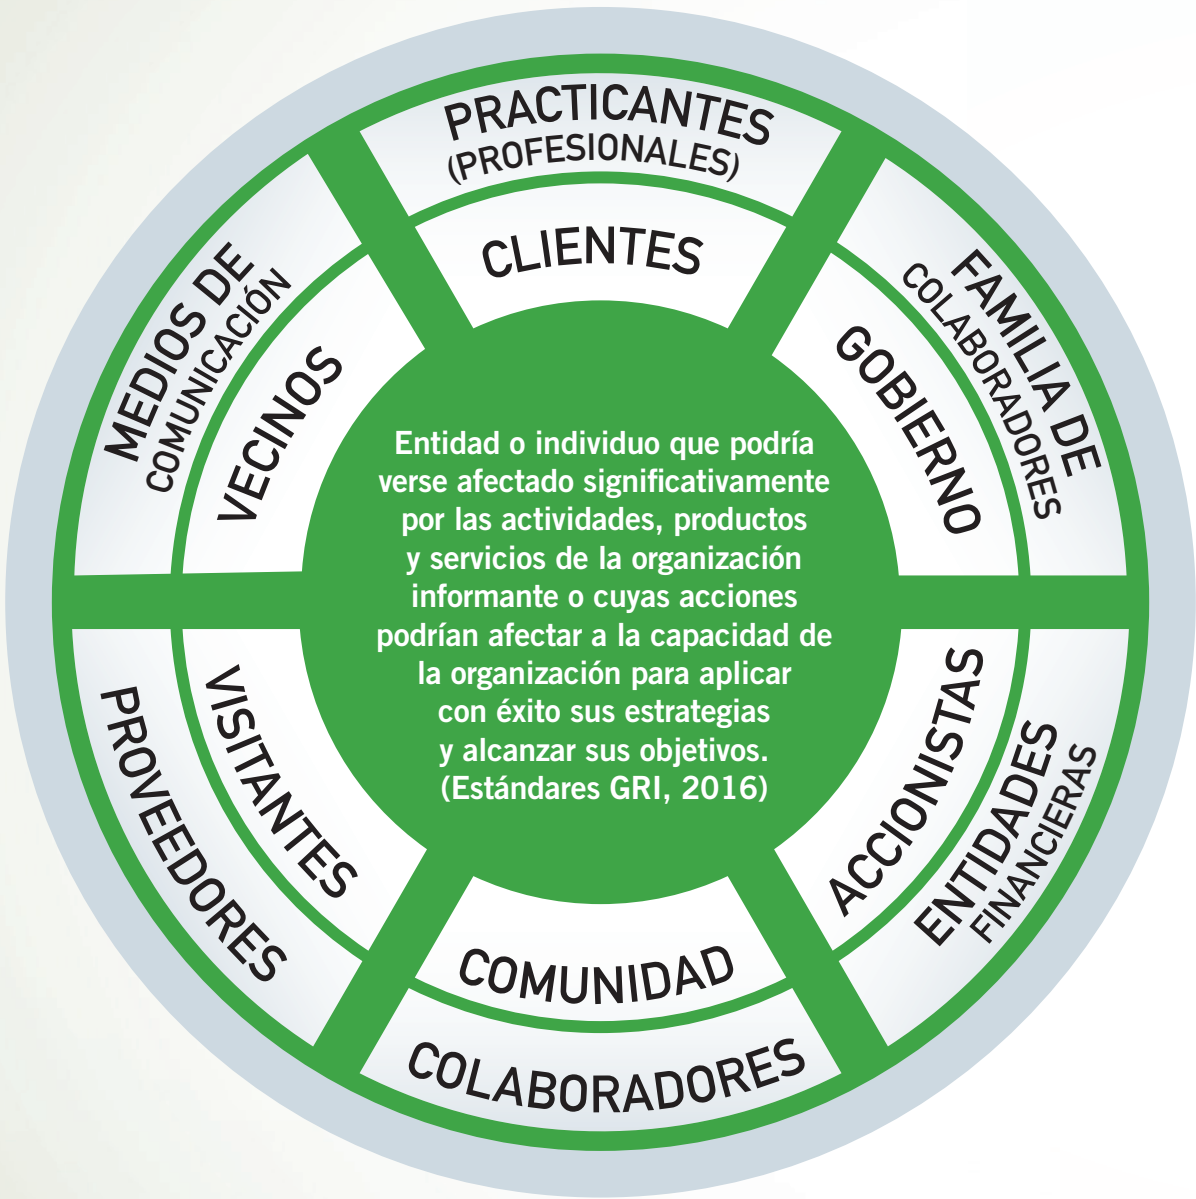 PRACTICANTES
(PROFESIONALES)
CLIENTES
FAMILIA DE
COLABORADORES
GOBIERNO
ENTIDADES
FINANCIERAS
ACCIONISTAS
COLABORADORES
COMUNIDAD
PROVEEDORES
VISITANTES
MEDIOS DE
COMUNICACIÓN
VECINOS
Entidad o individuo que podría
verse afectado significativamente
por las actividades, productos
y servicios de la organización
informante o cuyas acciones
podrían afectar a la capacidad de
la organización para aplicar
con éxito sus estrategias
y alcanzar sus objetivos.
(Estándares GRI, 2016)